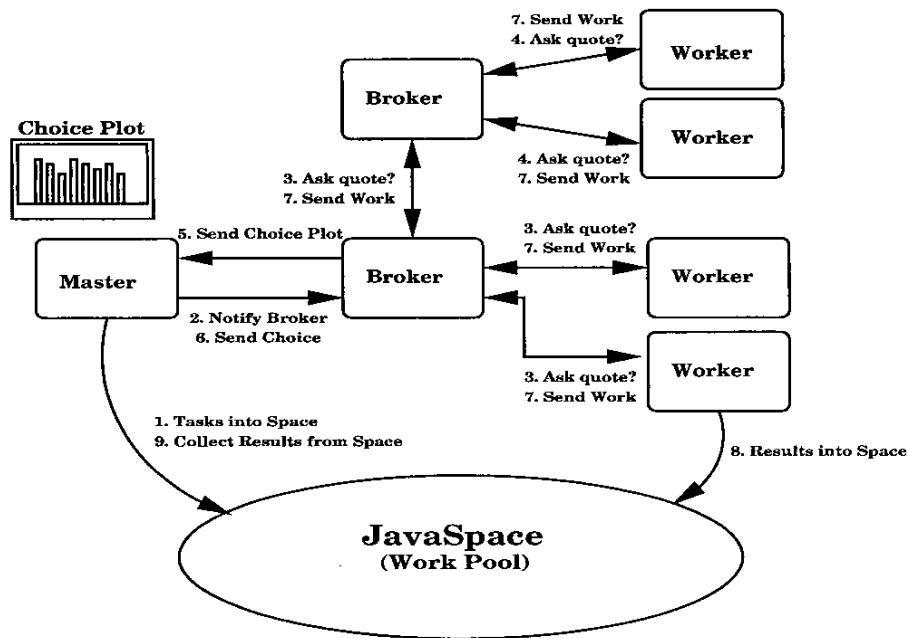 7. Send Work
4. Ask quote?
Worker
Broker
Worker
Choice Plot
4. Ask quote?
7. Send Work
3. Ask quote?
7. Send Work
5. Send Choice Plot
3. Ask quote?
7. Send Work
Master
Broker
Worker
2. Notify Broker
6. Send Choice
Worker
3. Ask quote?
7. Send Work
1. Tasks into Space
9. Collect Results from Space
8. Results into Space
JavaSpace
(Work Pool)